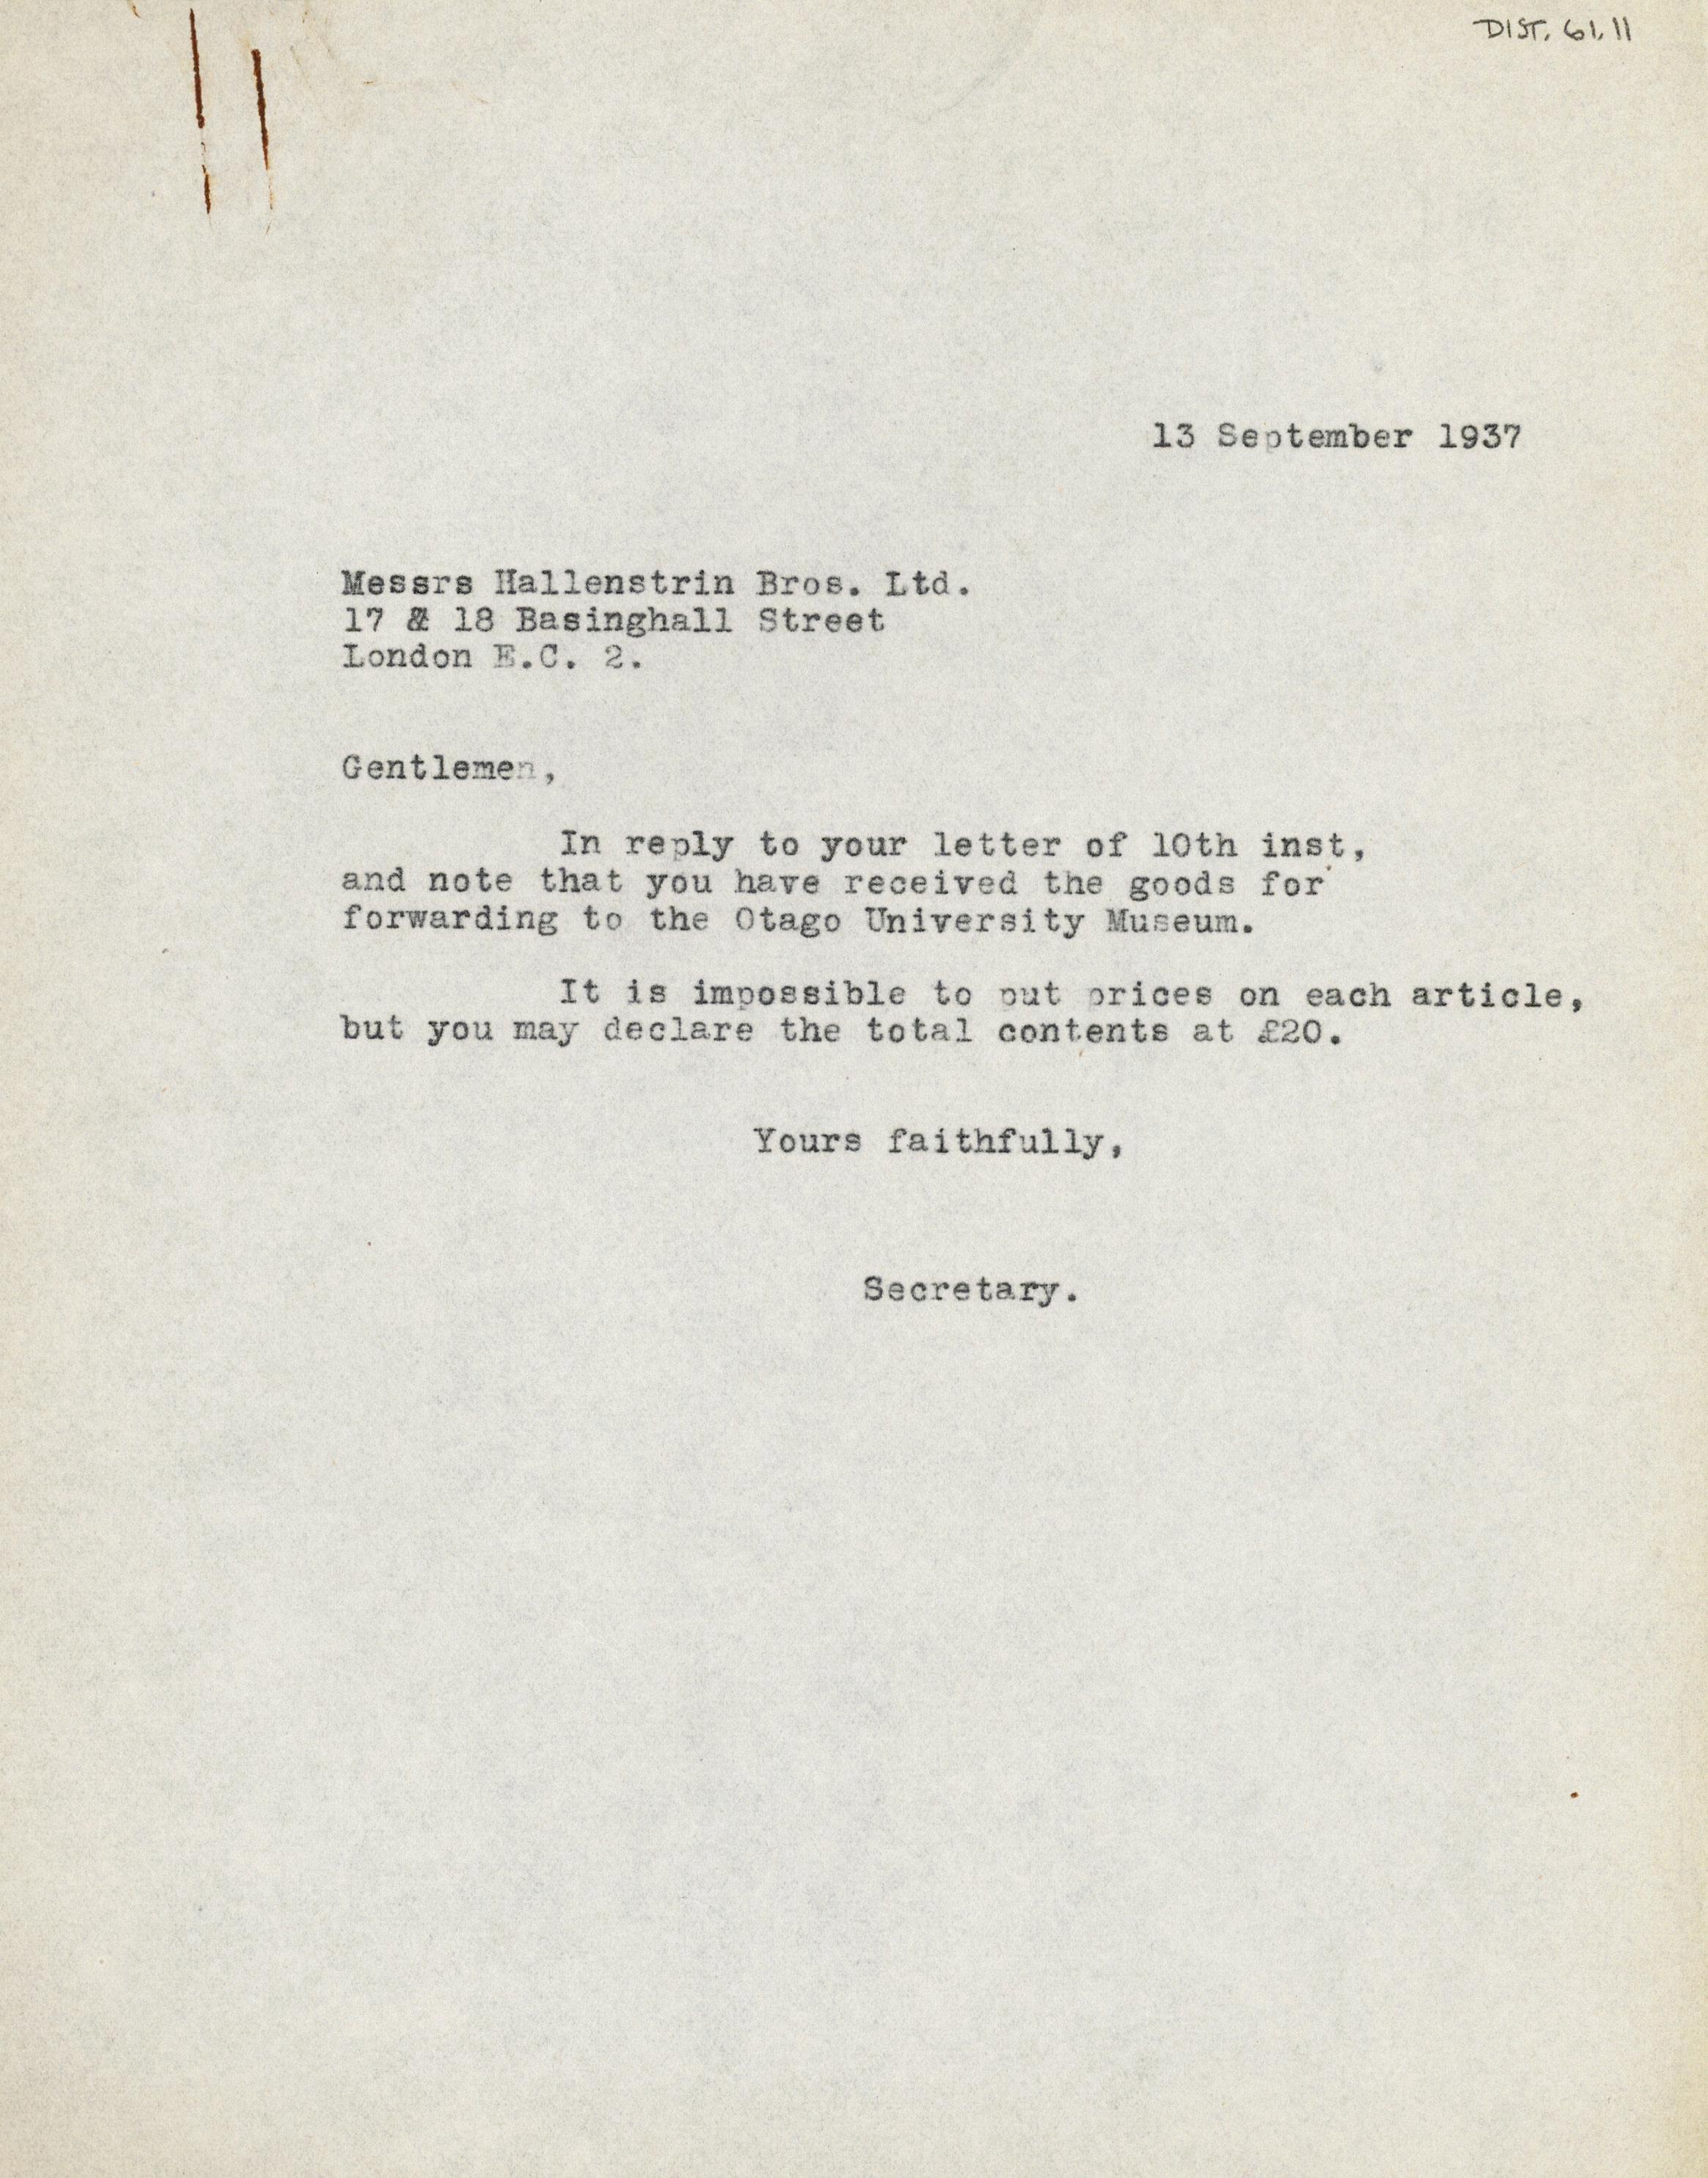 DIST. 61.11
13 September 1937
Messrs Hallenstrin Bros. Ltd.
17 & 18 Basinghall Street
London E.C. 2.
Gentlemen,
In reply to your letter of 10th inst,
and note that you have received the goods for
forwarding to the Otago University Museum.
It is impossible to put prices on each article,
but you may declare the total contents at £20.
Yours faithfully,
Secretary.